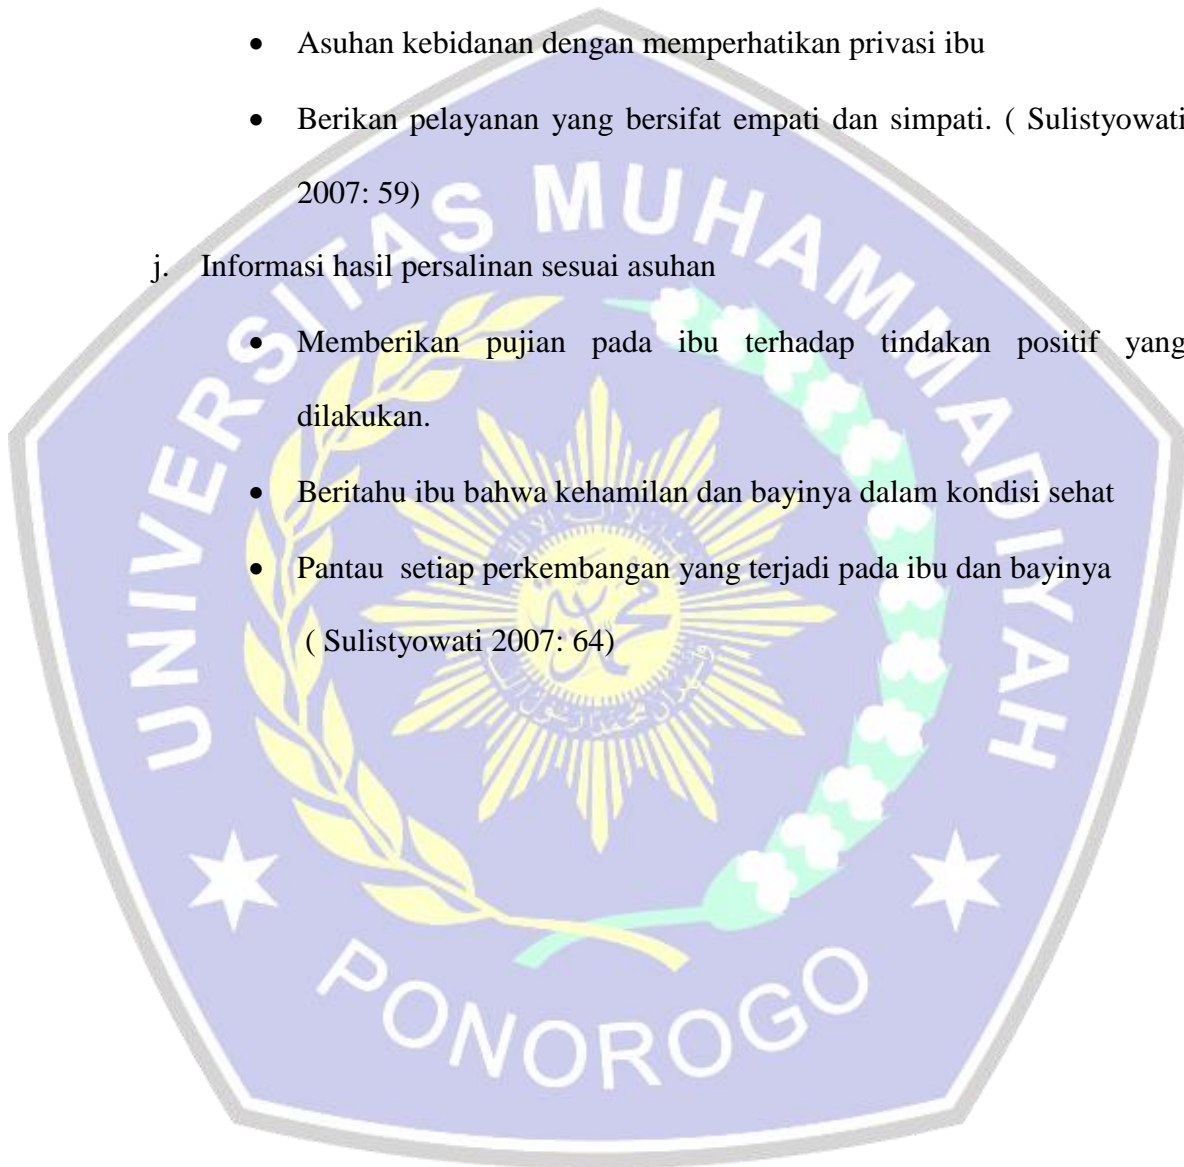 • Asuhan kebidanan dengan memperhatikan privasi ibu
• Berikan pelayanan yang bersifat empati dan simpati. ( Sulistyowati
2007: 59)
j. Informasi hasil persalinan sesuai asuhan
• Memberikan pujian pada ibu terhadap tindakan positif yang
dilakukan.
• Beritahu ibu bahwa kehamilan dan bayinya dalam kondisi sehat
• Pantau setiap perkembangan yang terjadi pada ibu dan bayinya
( Sulistyowati 2007: 64)
UNIVERSITAS MUHAMMADIYAH
PONOROGO